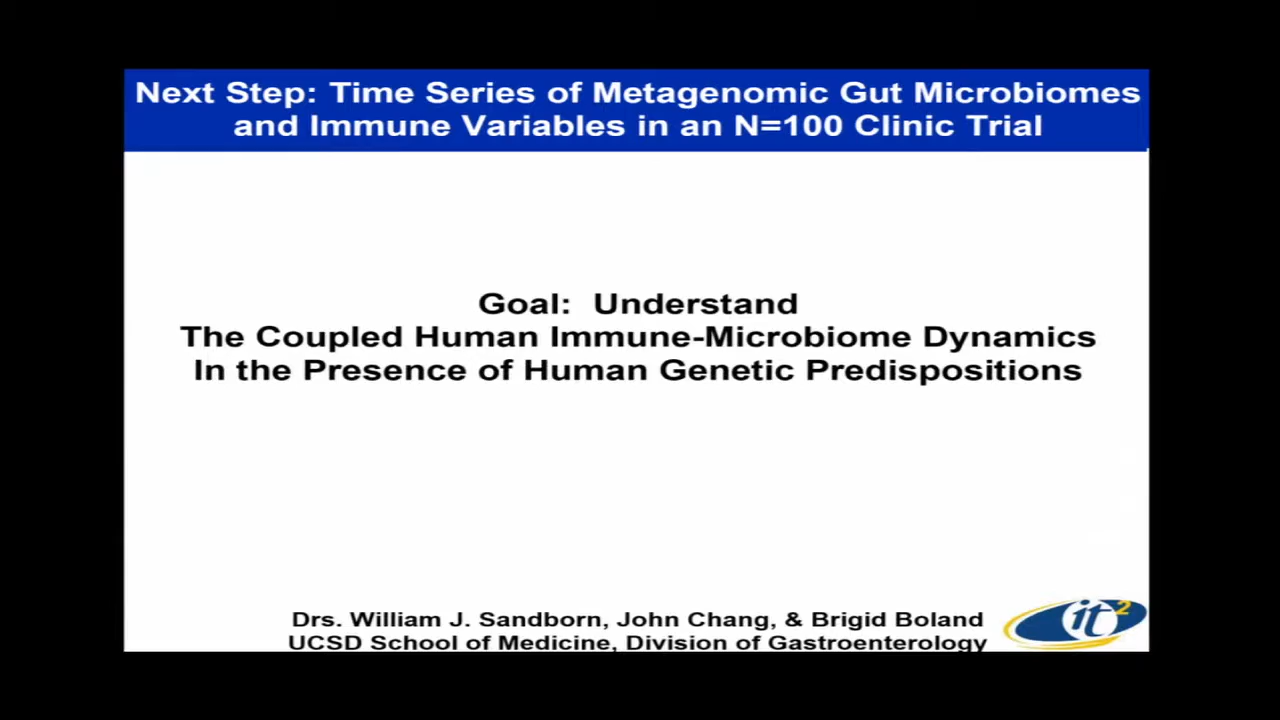 Next Step: Time Series of Metagenomic Gut Microbiomes
and Immune Variables in an N=100 Clinic Trial
Goal: Understand
The Coupled Human Immune-Microbiome Dynamics
In the Presence of Human Genetic Predispositions
Drs. William J. Sandborn, John Chang, & Brigid Boland
UCSD School of Medicine, Division of Gastroenterology
it2